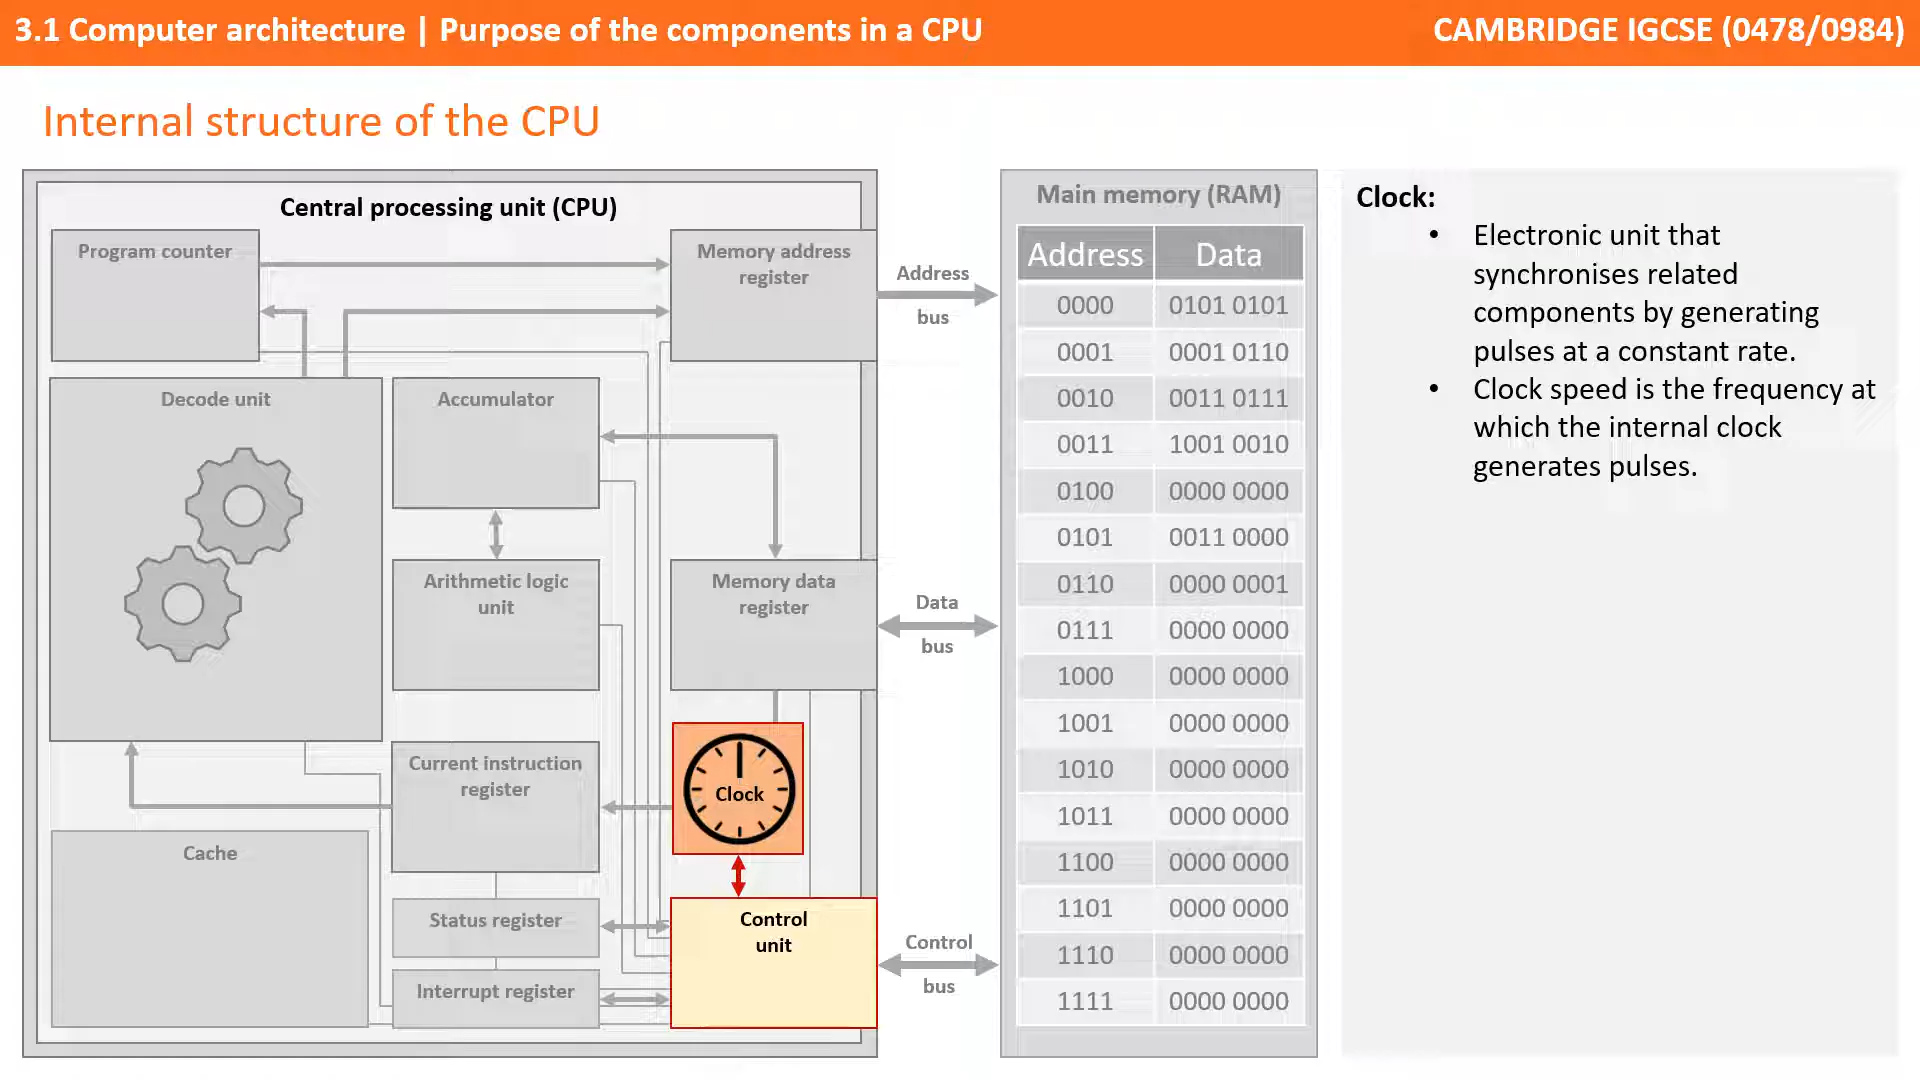 3.1 Computer architecture | Purpose of the components in a CPU
CAMBRIDGE IGCSE (0478/0984)
Internal structure of the CPU
Central processing unit (CPU)
Program counter
Memory address
register
Decode unit
Accumulator
Arithmetic logic
unit
Memory data
register
Current instruction
register
Clock
Cache
Status register
Control
unit
Interrupt register
Address
bus
Data
bus
Control
bus
Main memory (RAM)
Address Data
0000 0101 0101
0001 0001 0110
0010 0011 0111
0011 1001 0010
0100 0000 0000
0101 0011 0000
0110 0000 0001
0111 0000 0000
1000 0000 0000
1001 0000 0000
1010 0000 0000
1011 0000 0000
1100 0000 0000
1101 0000 0000
1110 0000 0000
1111 0000 0000
Clock:
• Electronic unit that
synchronises related
components by generating
pulses at a constant rate.
• Clock speed is the frequency at
which the internal clock
generates pulses.